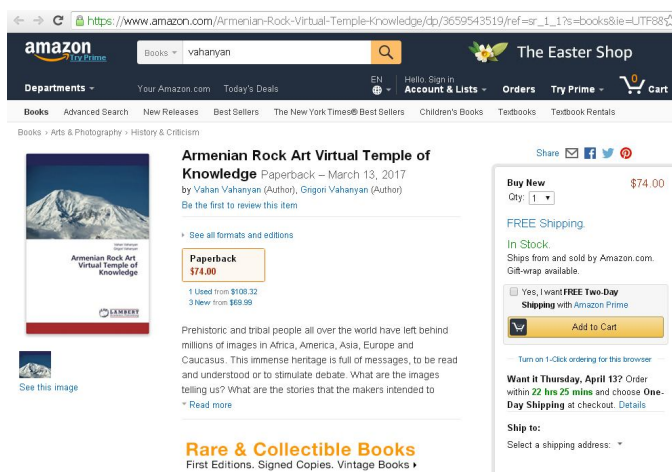 https://www.amazon.com/Armenian-Rock-Virtual-Temple-Knowledge/dp/3659543519/ref=sr_1_1?s=books&ie=UTF8
amazon
Try Prime
Books
vahanyan
The Easter Shop
Departments
Your Amazon.com
Today's Deals
EN
Hello. Sign in
Account & Lists
Orders
Try Prime
0
Cart
Books
Advanced Search
New Releases
Best Sellers
The New York Times® Best Sellers
Children's Books
Textbooks
Textbook Rentals
Books › Arts & Photography › History & Criticism
Armenian Rock Art Virtual Temple of
Knowledge Paperback – March 13, 2017
by Vahan Vahanyan (Author), Grigori Vahanyan (Author)
Be the first to review this item
See all formats and editions
Paperback
$74.00
1 Used from $108.32
3 New from $69.99
Prehistoric and tribal people all over the world have left behind
millions of images in Africa, America, Asia, Europe and
Caucasus. This immense heritage is full of messages, to be read
and understood or to stimulate debate. What are the images
telling us? What are the stories that the makers intended to
Read more
Vahan Vahanyan
Grigori Vahanyan
Armenian Rock Art
Virtual Temple of
Knowledge
LAMBERT
See this image
Rare & Collectible Books
First Editions. Signed Copies. Vintage Books
Share
Buy New
$74.00
Qty: 1
FREE Shipping.
In Stock.
Ships from and sold by Amazon.com.
Gift-wrap available.
Yes, I want FREE Two-Day
Shipping with Amazon Prime
Add to Cart
Turn on 1-Click ordering for this browser
Want it Thursday, April 13? Order
within 22 hrs 25 mins and choose One-
Day Shipping at checkout. Details
Ship to:
Select a shipping address: